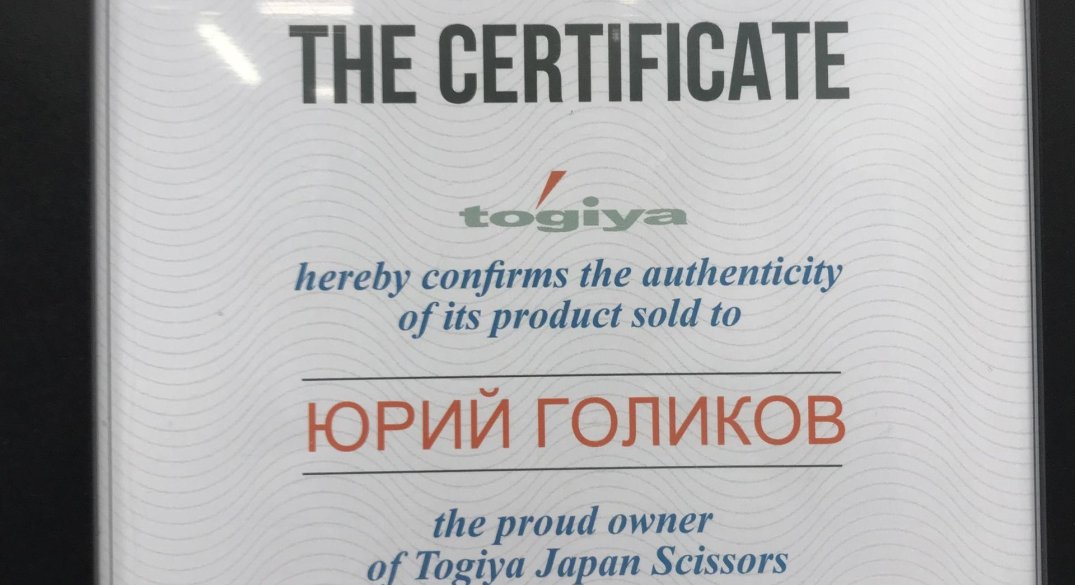 THE CERTIFICATE
togiya
hereby confirms the authenticity
of its product sold to
ЮРИЙ ГОЛИКОВ
the proud owner
of Togiya Japan Scissors